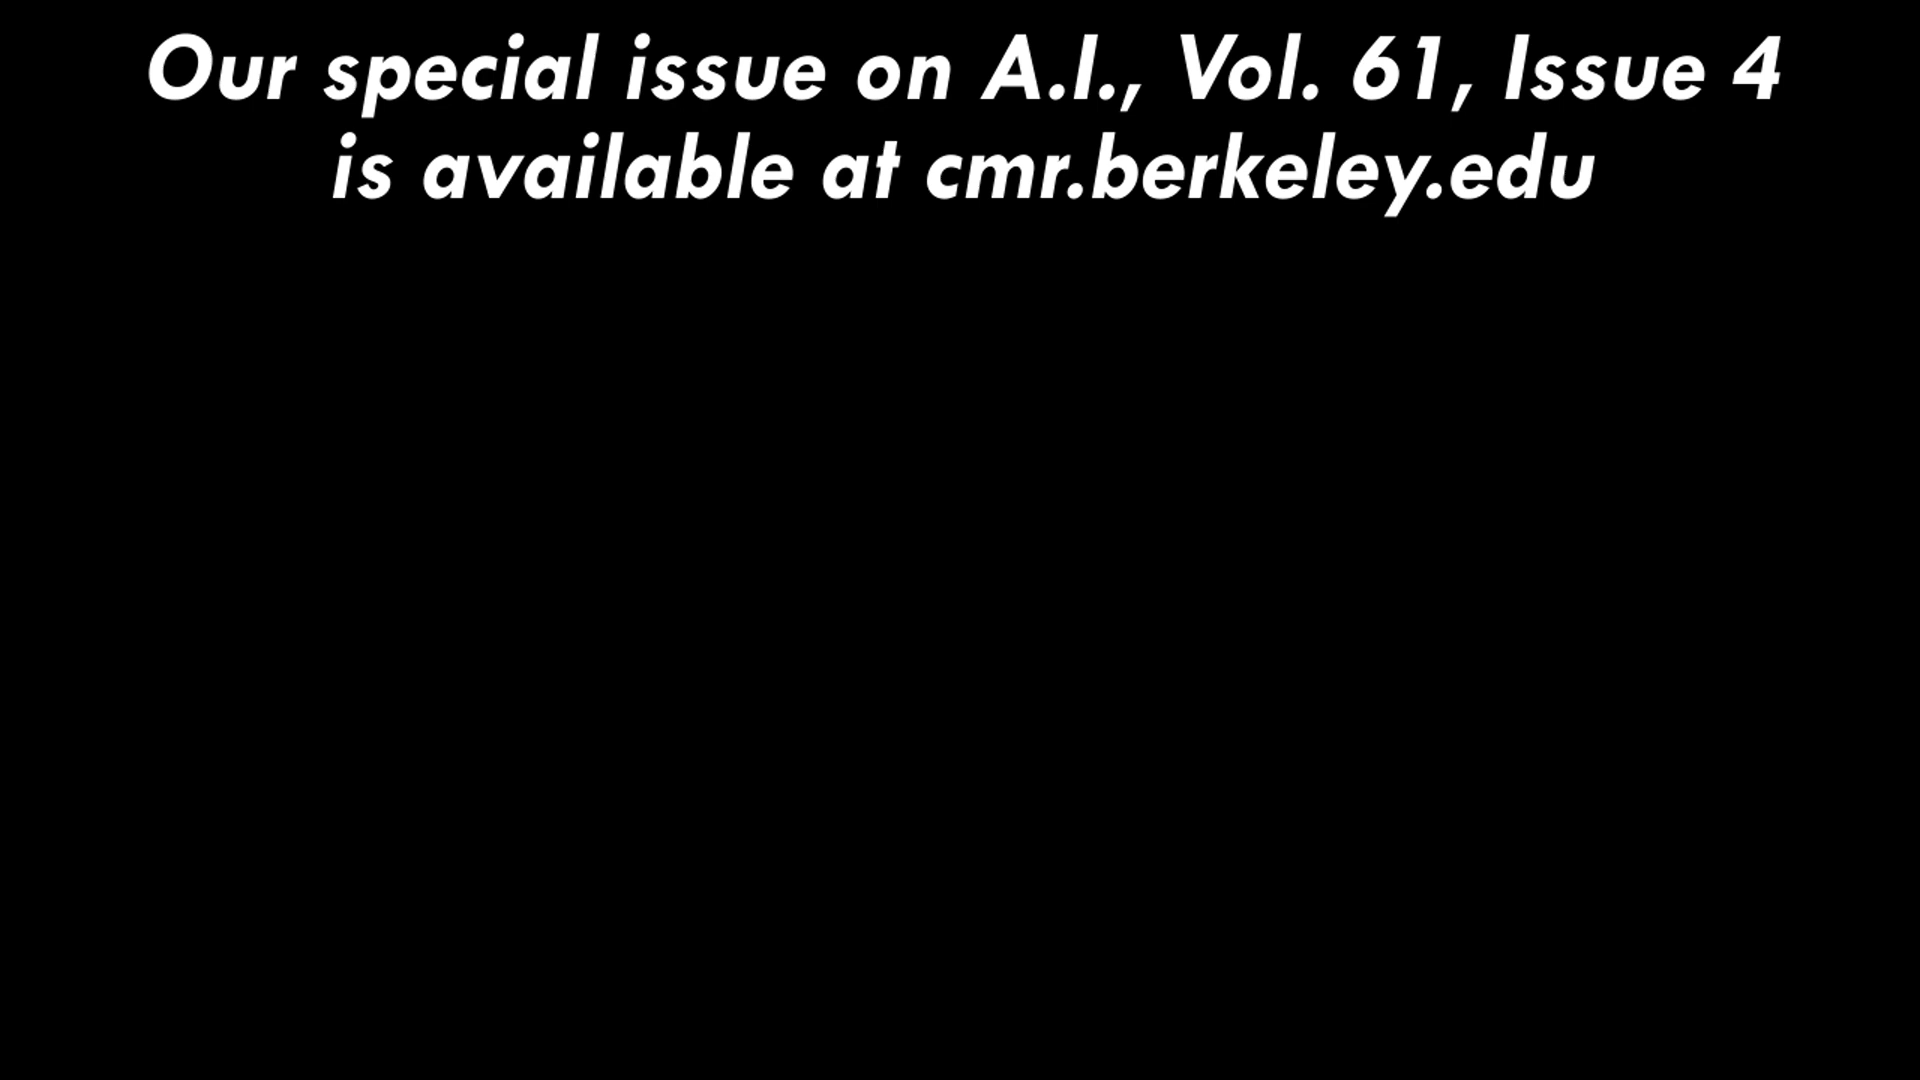 Our special issue on A.I., Vol. 61, Issue 4
is available at cmr.berkeley.edu